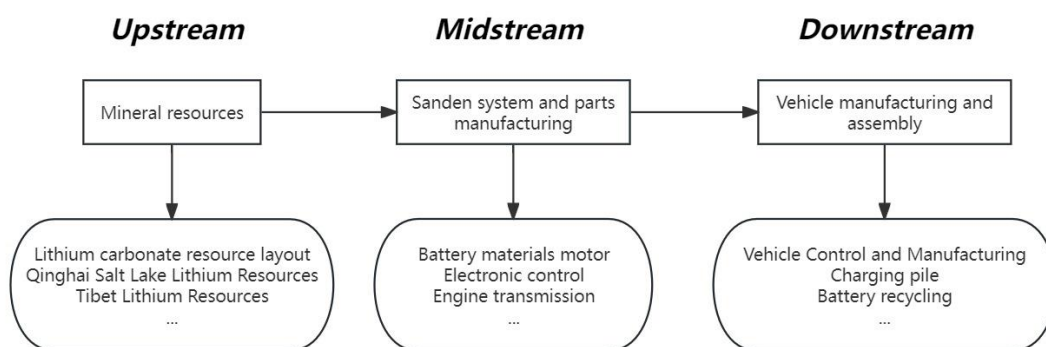 Upstream
Midstream
Downstream
Mineral resources
Sanden system and parts
manufacturing
Vehicle manufacturing and
assembly
Lithium carbonate resource layout
Qinghai Salt Lake Lithium Resources
Tibet Lithium Resources
...
Battery materials motor
Electronic control
Engine transmission
...
Vehicle Control and Manufacturing
Charging pile
Battery recycling
...